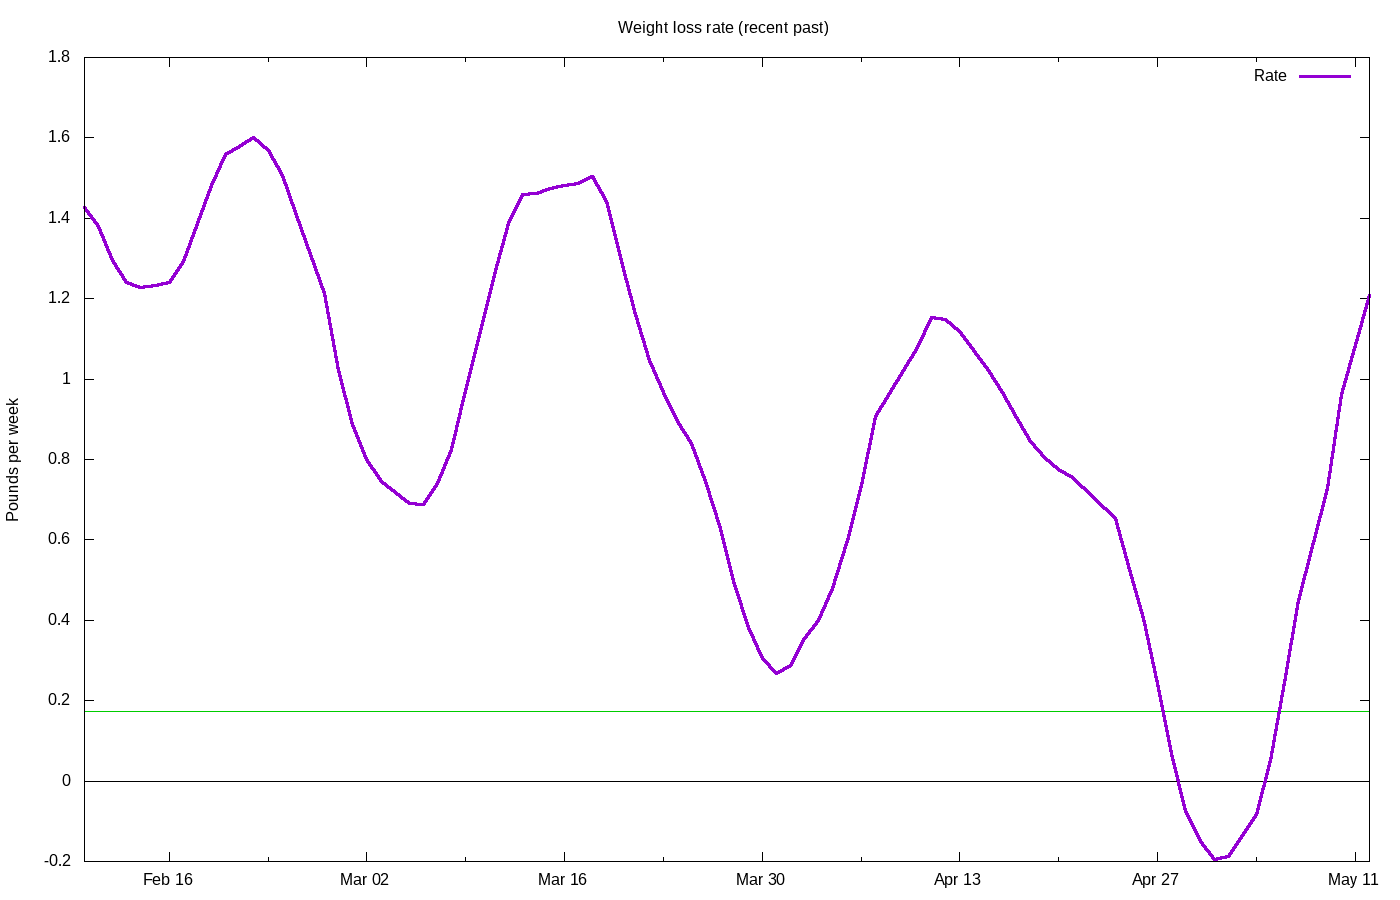 Weight loss rate (recent past)
Rate
Pounds per week
1.8
1.6
1.4
1.2
1
0.8
0.6
0.4
0.2
0
-0.2
Feb 16
Mar 02
Mar 16
Mar 30
Apr 13
Apr 27
May 11